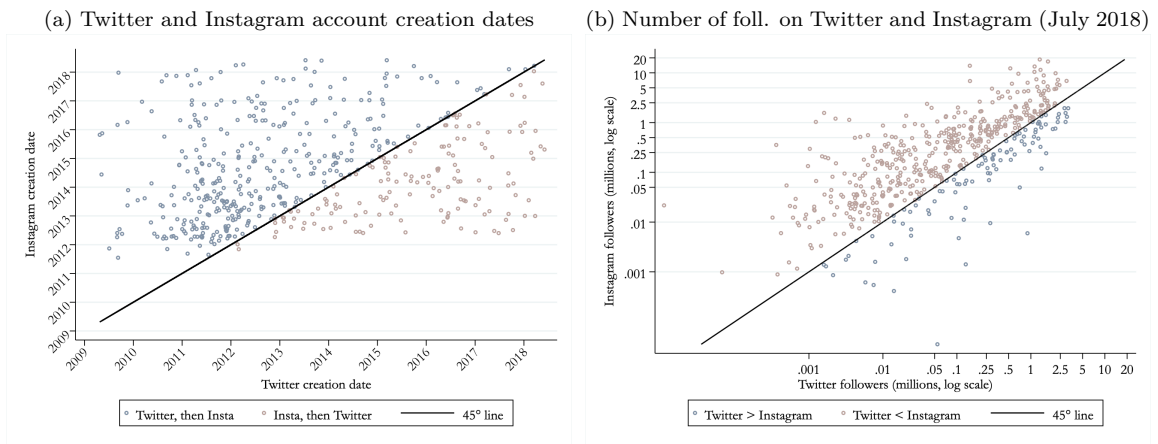 (a) Twitter and Instagram account creation dates
Instagram creation date
2018
2017
2016
2015
2014
2013
2012
2011
2010
2009
2009 2010 2011 2012 2013 2014 2015 2016 2017 2018
Twitter creation date
Twitter, then Insta Insta, then Twitter 45° line
(b) Number of foll. on Twitter and Instagram (July 2018)
Instagram followers (millions, log scale)
20
10
5
2.5
1
.5
.25
.1
.05
.01
.001
.001 .01 .05 .1 .25 .5 1 2.5 5 10 20
Twitter followers (millions, log scale)
Twitter > Instagram Twitter < Instagram 45° line